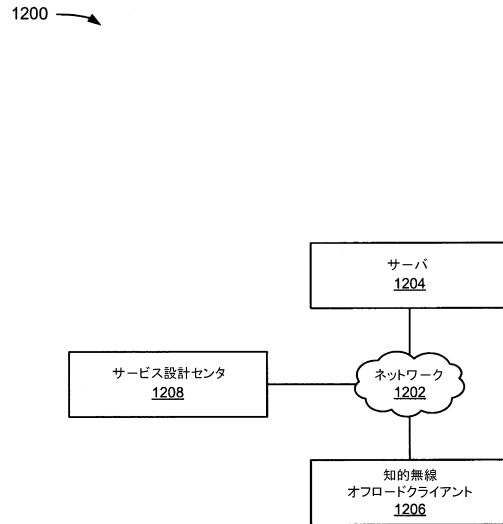 1200
サーバ
1204
サービス設計センタ
1208
ネットワーク
1202
知的無線
オフロードクライアント
1206